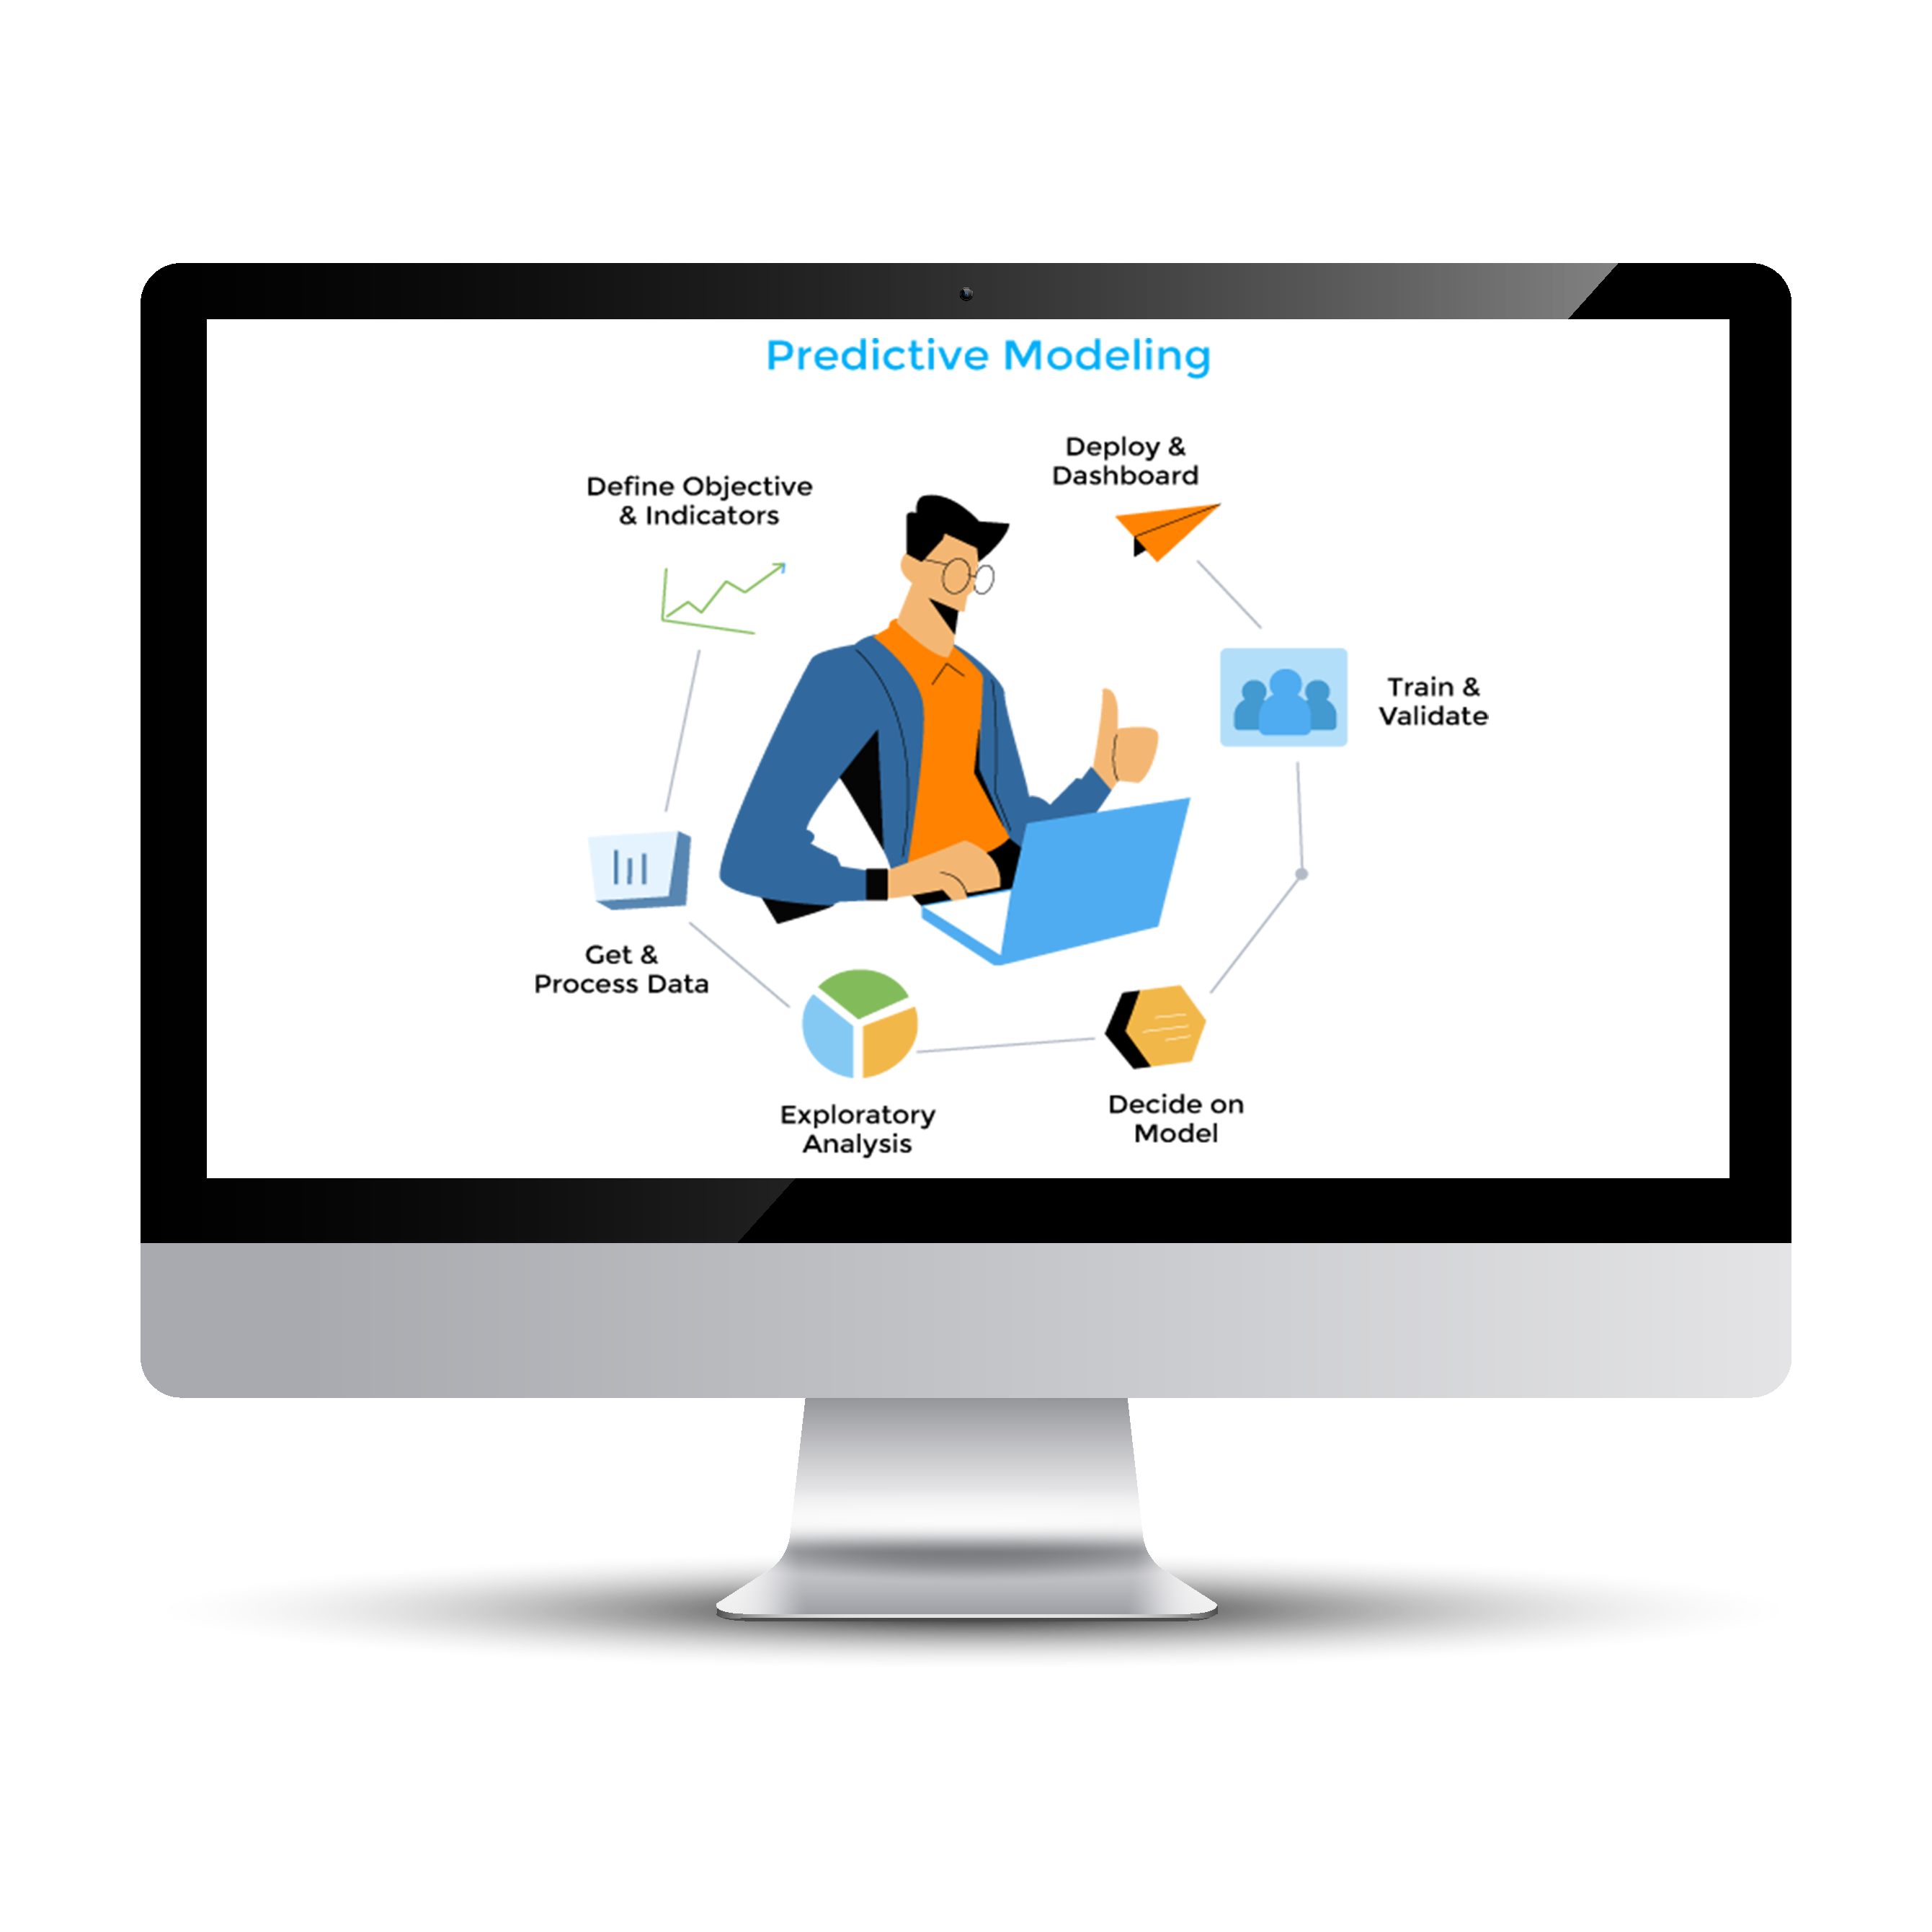 Predictive Modeling
Deploy &
Dashboard
Define Objective
& Indicators
Train &
Validate
Get &
Process Data
Exploratory
Analysis
Decide on
Model